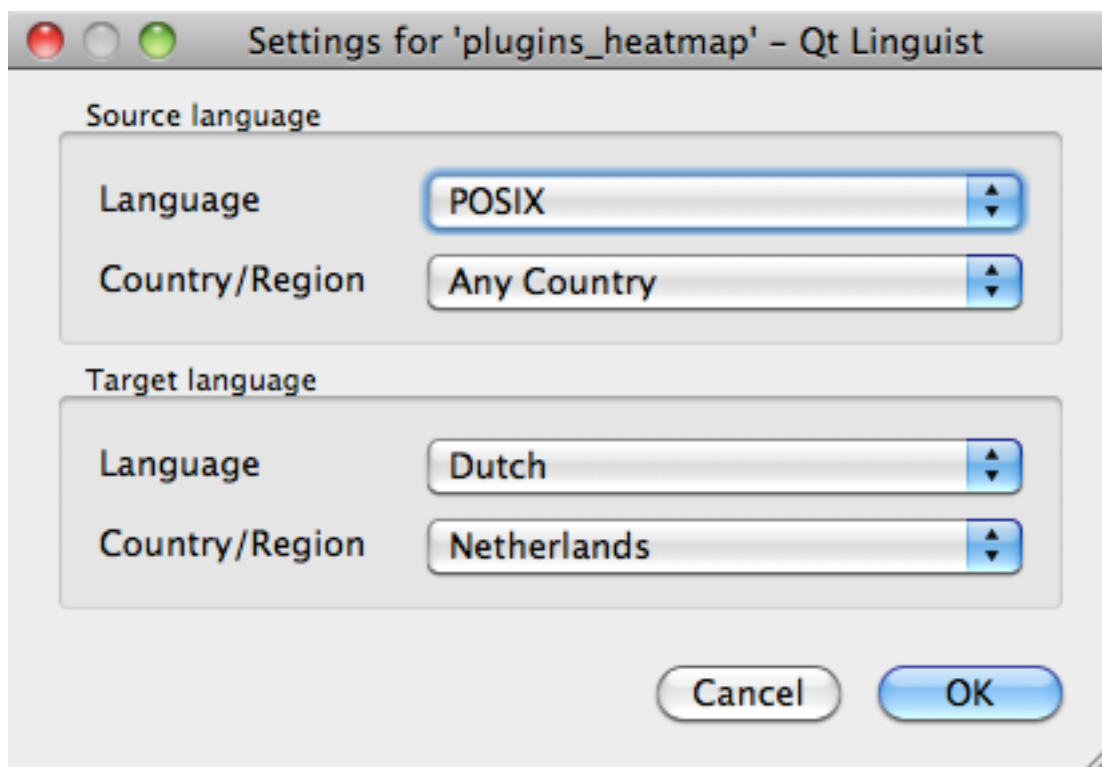 Settings for 'plugins_heatmap' – Qt Linguist
Source language
Language POSIX
Country/Region Any Country
Target language
Language Dutch
Country/Region Netherlands
Cancel OK